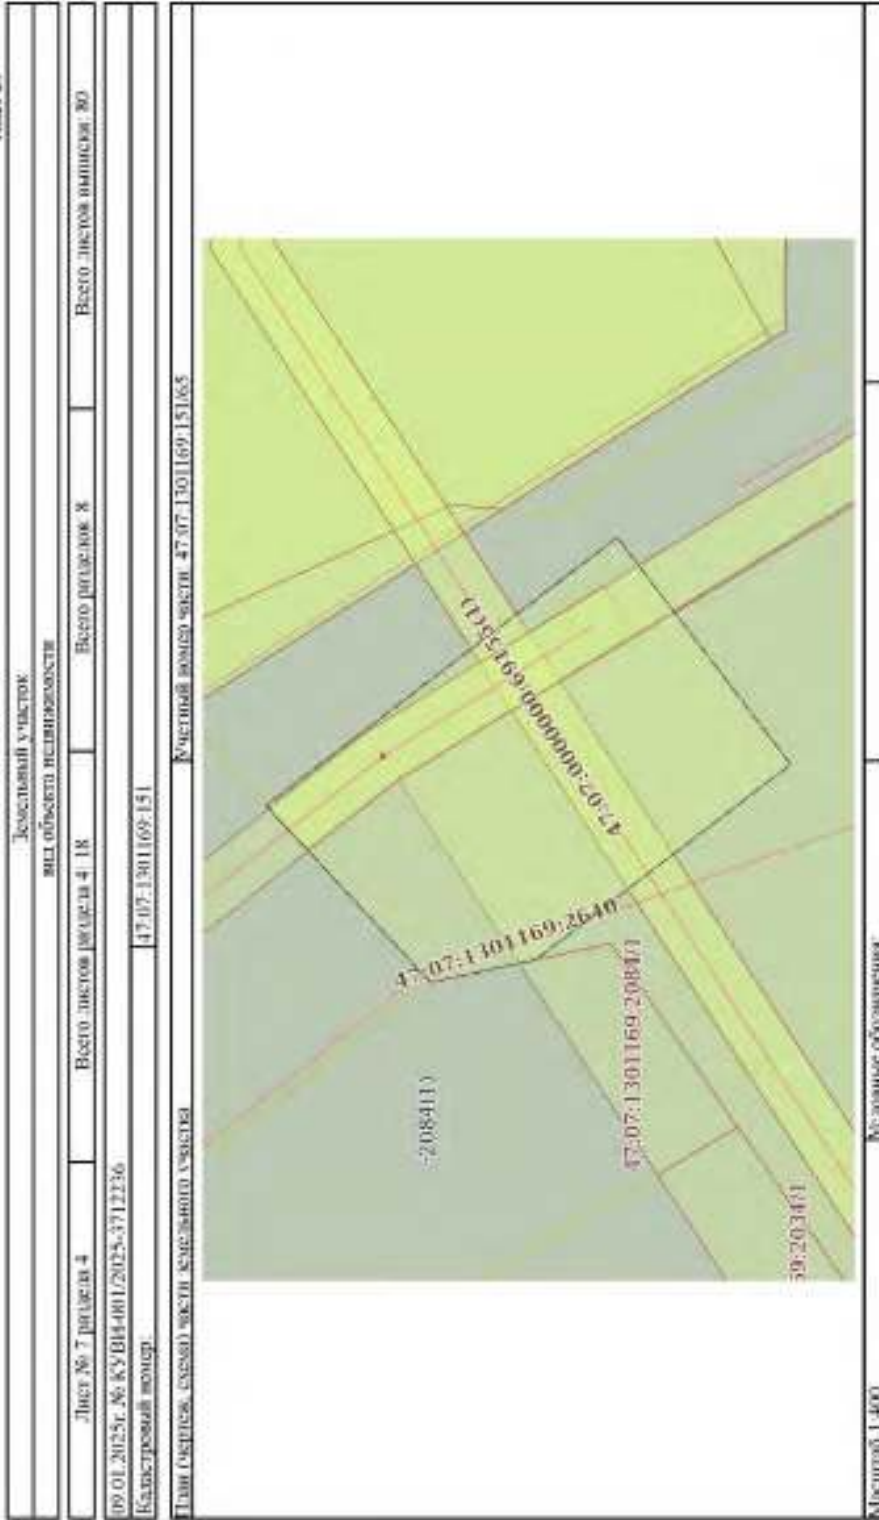 Земельный участок
вид объекта недвижимости
Лист № 7 раздела 4 Всего листов раздела 4: 18 Всего разделов: 8 Всего листов выписки: 80
09.01.2025г. № КУВИ-001/2025-3712236
Кадастровый номер: 47:07:1301169:151
План (чертеж, схема) части земельного участка Учетный номер части: 47:07:1301169:151/65
47:07:0000000:69155(1)
47:07:1301169:2640
:2084(1)
47:07:1301169:2084/1
69:2034/1
Масштаб 1:400 Условные обозначения: